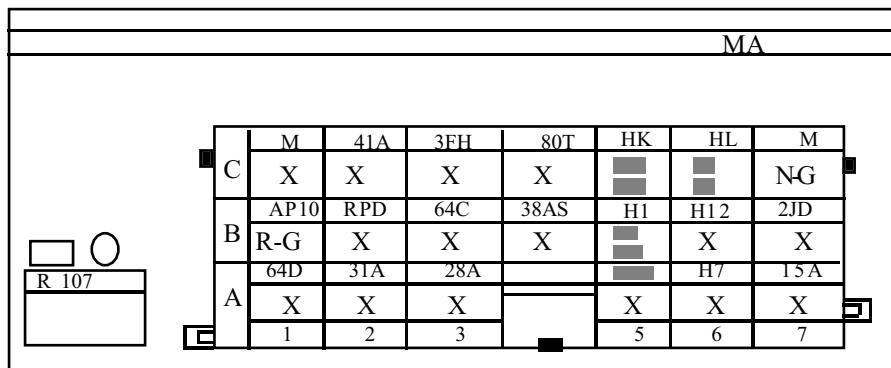 MA
M 41A 3FH 80T HK HL M
C X X X X N-G
AP10 RPD 64C 38AS H1 H12 2JD
B R-G X X X X X
R 107
64D 31A 28A H7 15A
A X X X X X X
1 2 3 5 6 7